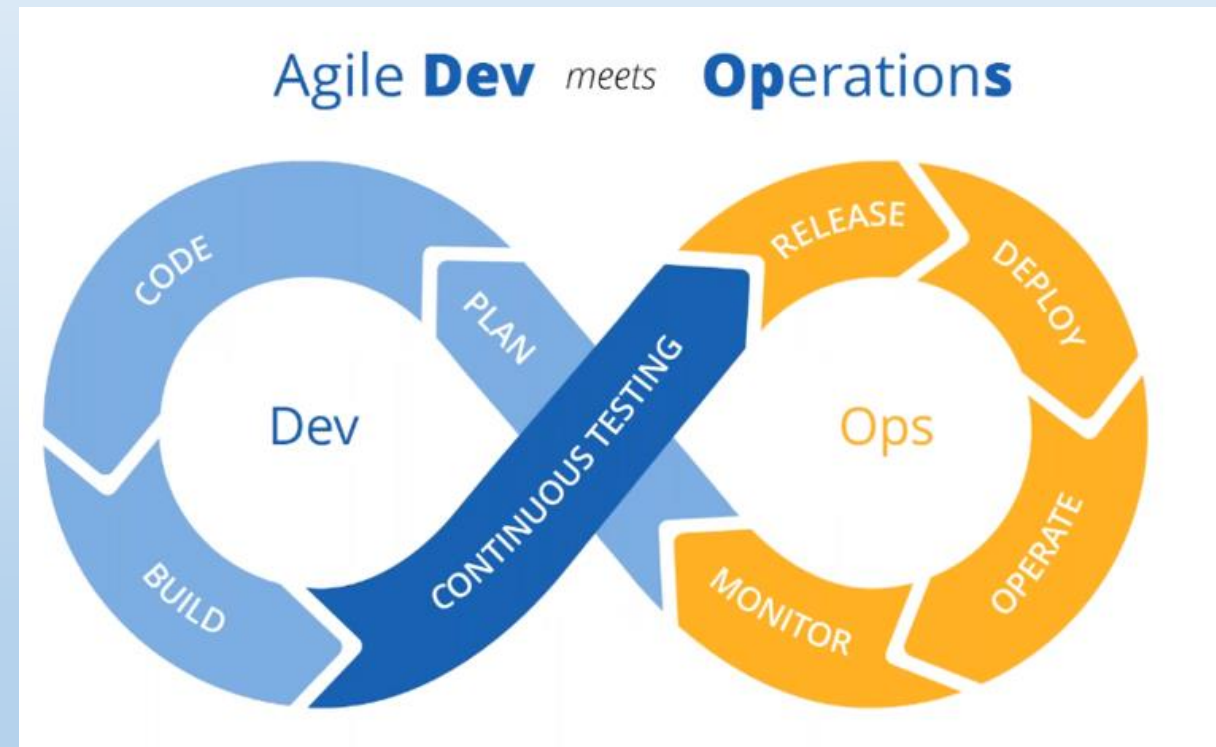 Agile Dev meets Operations
CODE
PLAN
RELEASE
DEPLOY
Dev
CONTINUOUS TESTING
Ops
BUILD
MONITOR
OPERATE